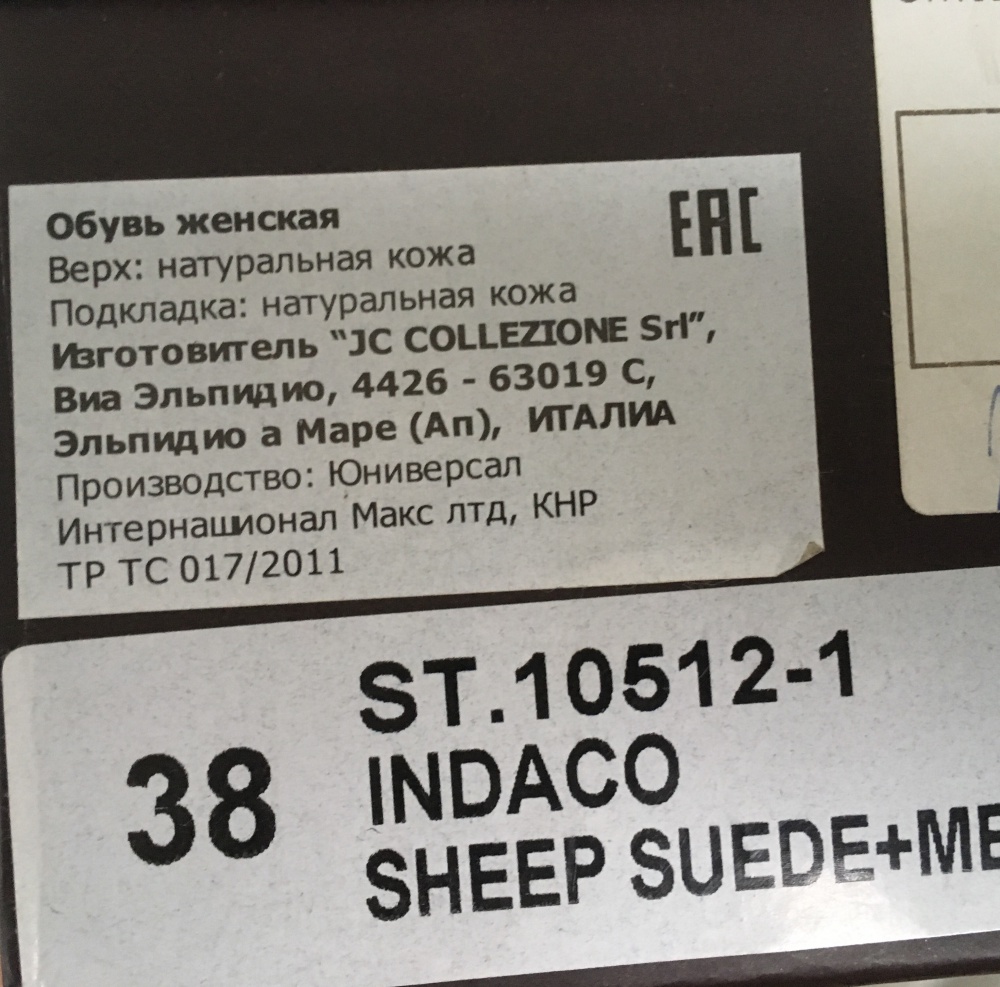 Обувь женская
EAC
Верх: натуральная кожа
Подкладка: натуральная кожа
Изготовитель “JC COLLEZIONE Srl”,
Виа Эльпидио, 4426 - 63019 С,
Эльпидио а Маре (Ап), ИТАЛИА
Производство: Юниверсал
Интернашионал Макс лтд, КНР
ТР ТС 017/2011
38
ST.10512-1
INDACO
SHEEP SUEDE+ME